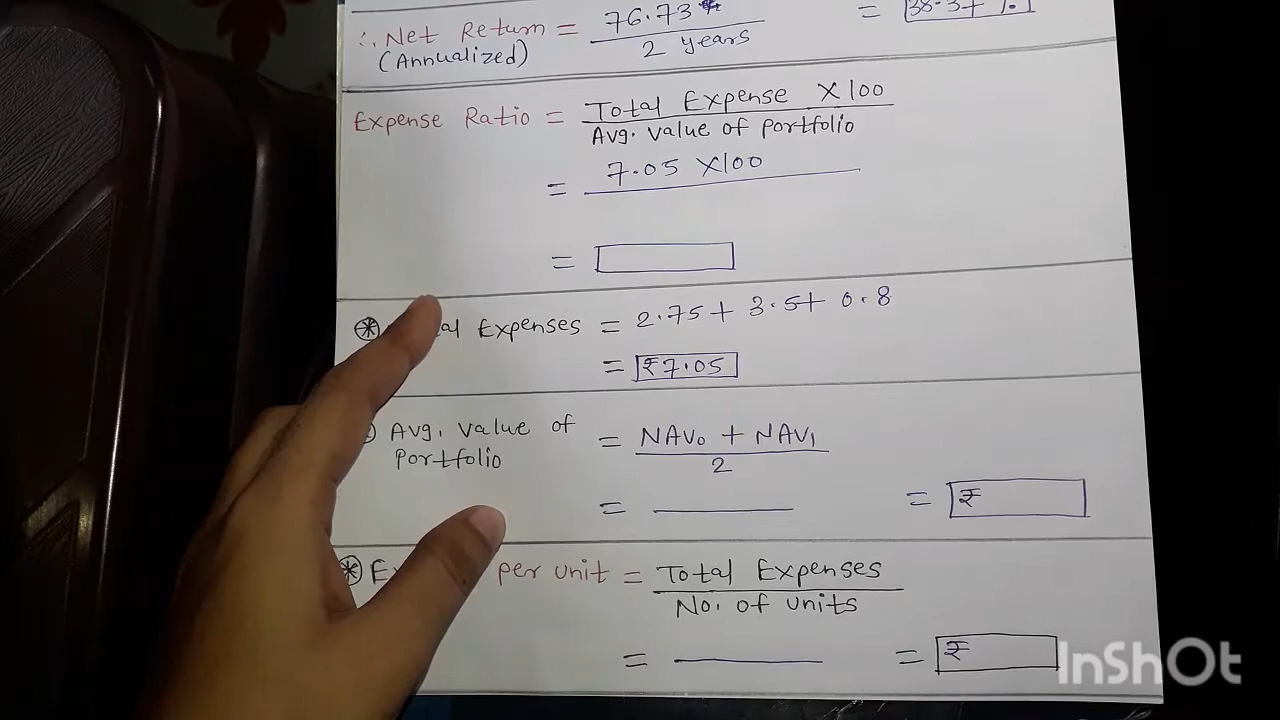 ∴ Net Return = 76.73 / 2 years =
(Annualized)
Expense Ratio = Total Expense X100 / Avg. value of portfolio
= 7.05 X100
=
* Expenses = 2.75 + 3.5 + 0.8
= ₹7.05
Avg. value of Portfolio = NAV₀ + NAV₁ / 2
= = ₹
* per unit = Total Expenses / No. of units
= = ₹
InShOt